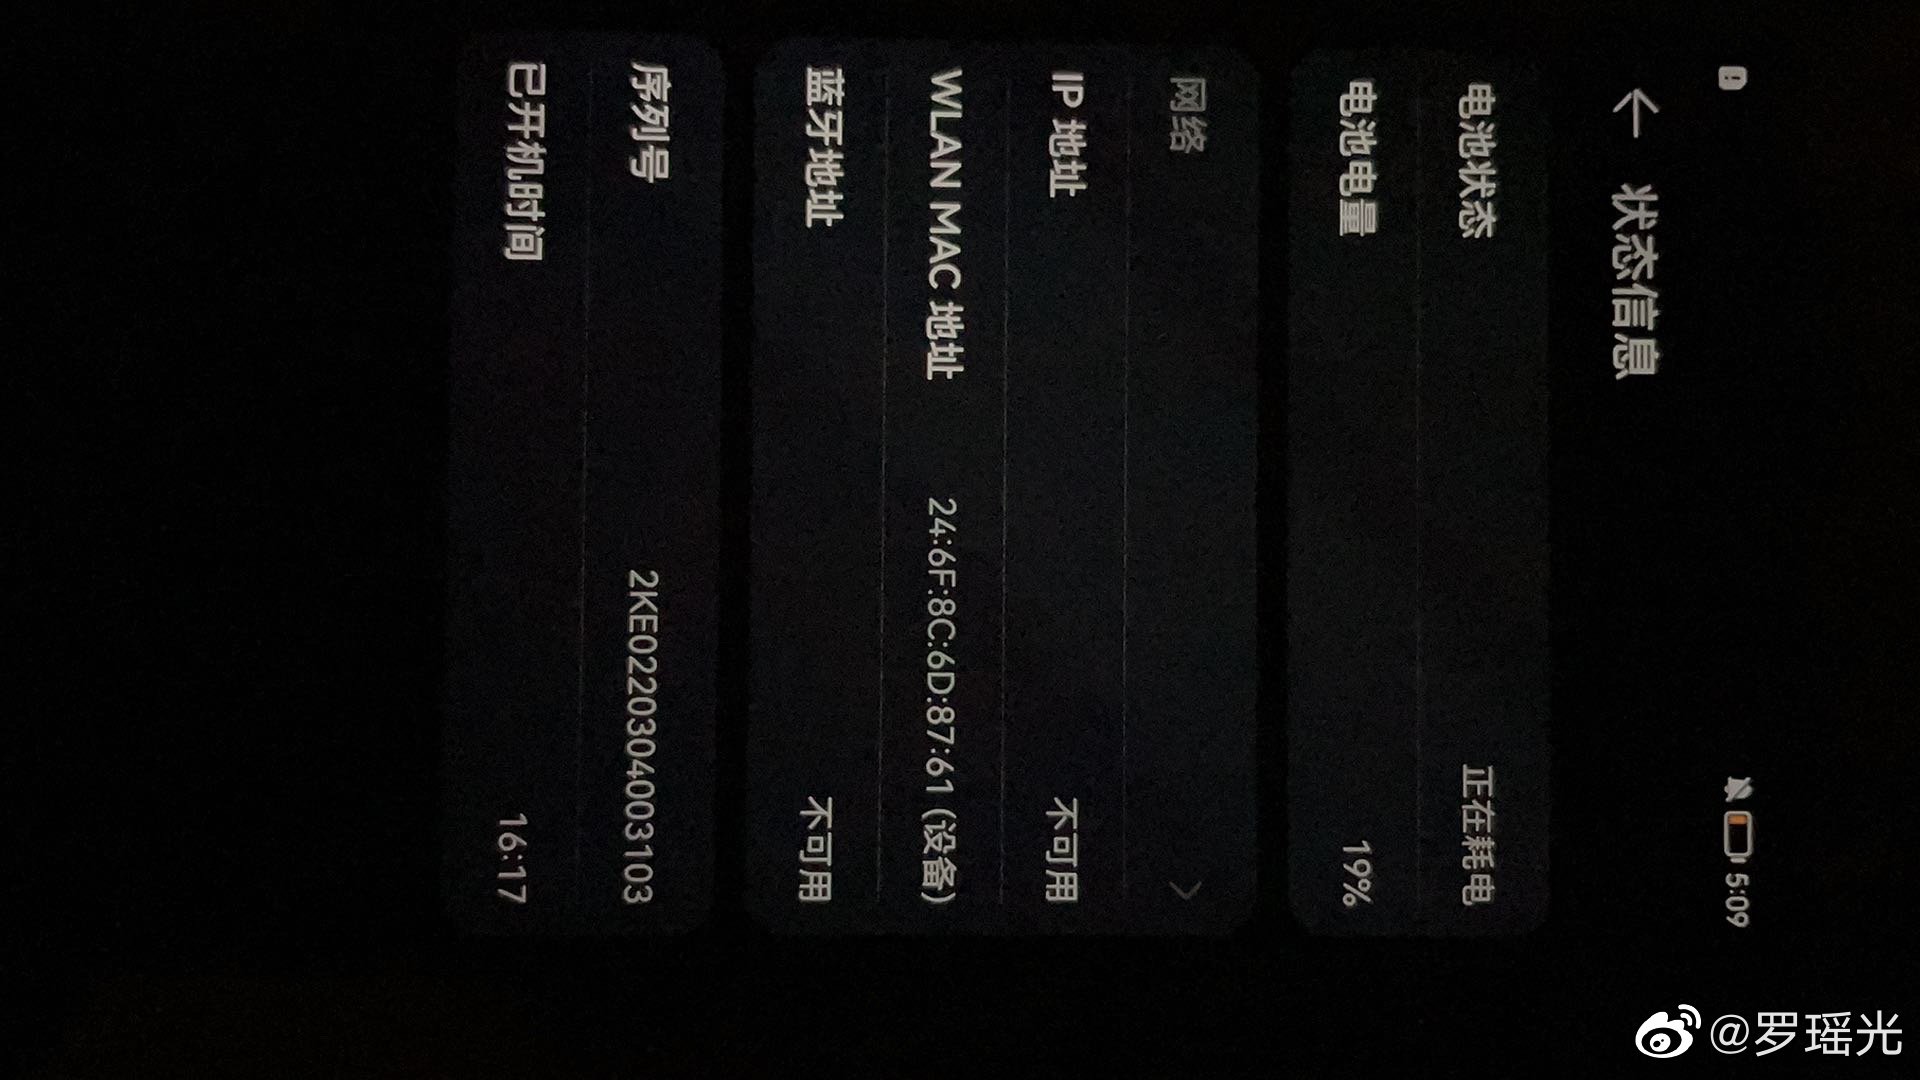 5:09
状态信息
电池状态 正在耗电
电池电量 19%
网络
IP 地址 不可用
WLAN MAC 地址 24:6F:8C:6D:87:61 (设备)
蓝牙地址 不可用
序列号 2KE0220304003103
已开机时间 16:17
@罗瑶光